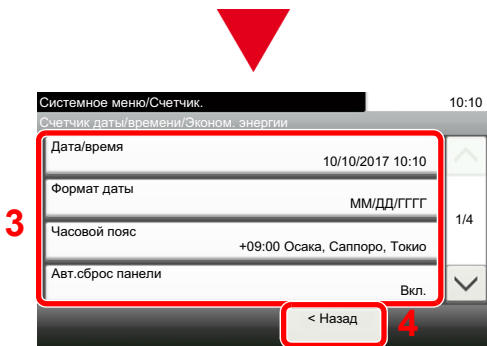 Системное меню/Счетчик.
10:10
Счетчик даты/времени/Эконом. энергии
Дата/время
10/10/2017 10:10
Формат даты
ММ/ДД/ГГГГ
1/4
3
Часовой пояс
+09:00 Осака, Саппоро, Токио
Авт.сброс панели
Вкл.
< Назад
4